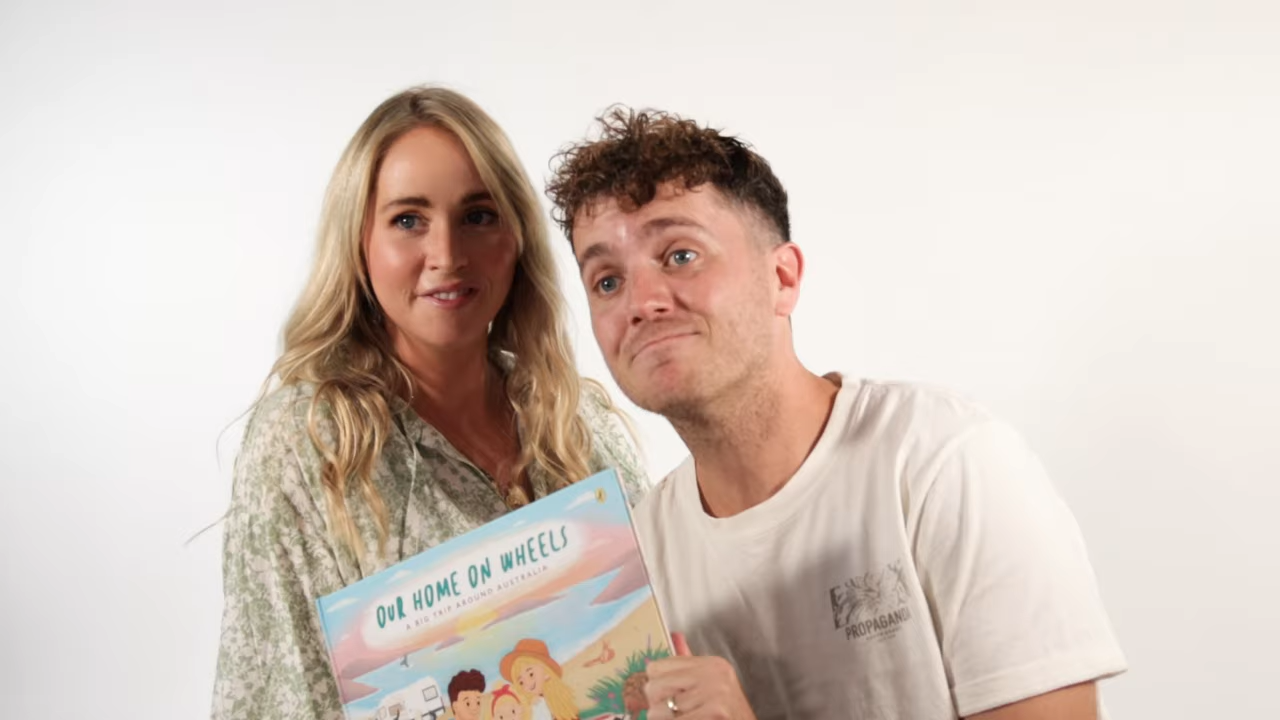 OUR HOME ON WHEELS
A BIG TRIP AROUND AUSTRALIA
PROPAGANDA